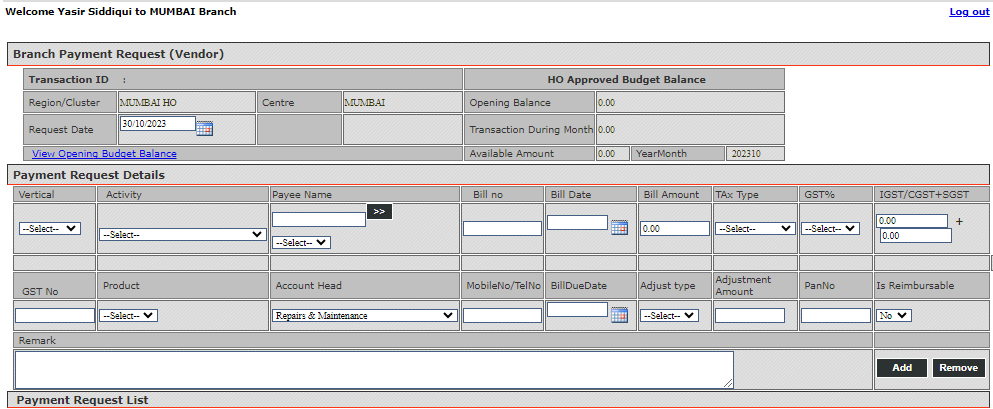 Welcome Yasir Siddiqui to MUMBAI Branch Log out
Branch Payment Request (Vendor)
Transaction ID : HO Approved Budget Balance
Region/Cluster MUMBAI HO Centre MUMBAI Opening Balance 0.00
Request Date 30/10/2023 Transaction During Month 0.00
View Opening Budget Balance Available Amount 0.00 YearMonth 202310
Payment Request Details
Vertical Activity Payee Name Bill no Bill Date Bill Amount TAx Type GST% IGST/CGST+SGST
>>
--Select-- --Select-- --Select-- 0.00 --Select-- --Select-- 0.00 + 0.00
GST No Product Account Head MobileNo/TelNo BillDueDate Adjust type Adjustment Amount PanNo Is Reimbursable
--Select-- Repairs & Maintenance --Select-- No
Remark
Add Remove
Payment Request List